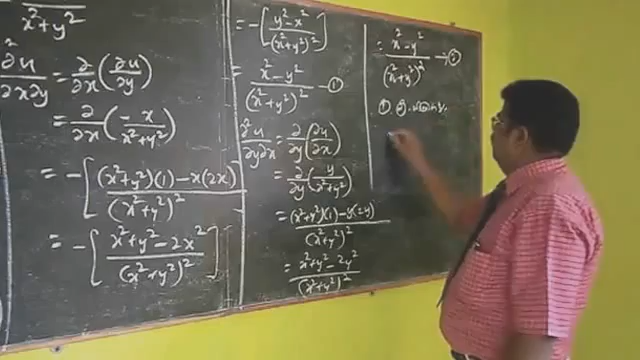 x²+y²
∂²u/∂x∂y = ∂/∂x (∂u/∂y)
= ∂/∂x (-x/(x²+y²))
= -[((x²+y²)(1) - x(2x))/(x²+y²)²]
= -[(x²+y²-2x²)/(x²+y²)²]
= -[(y²-x²)/(x²+y²)²]
= (x²-y²)/(x²+y²)² → ①
∂²u/∂y∂x = ∂/∂y (∂u/∂x)
= ∂/∂y (y/(x²+y²))
= ((x²+y²)(1) - y(2y))/(x²+y²)²
= (x²+y²-2y²)/(x²+y²)²
= (x²-y²)/(x²+y²)² → ②
①, ②